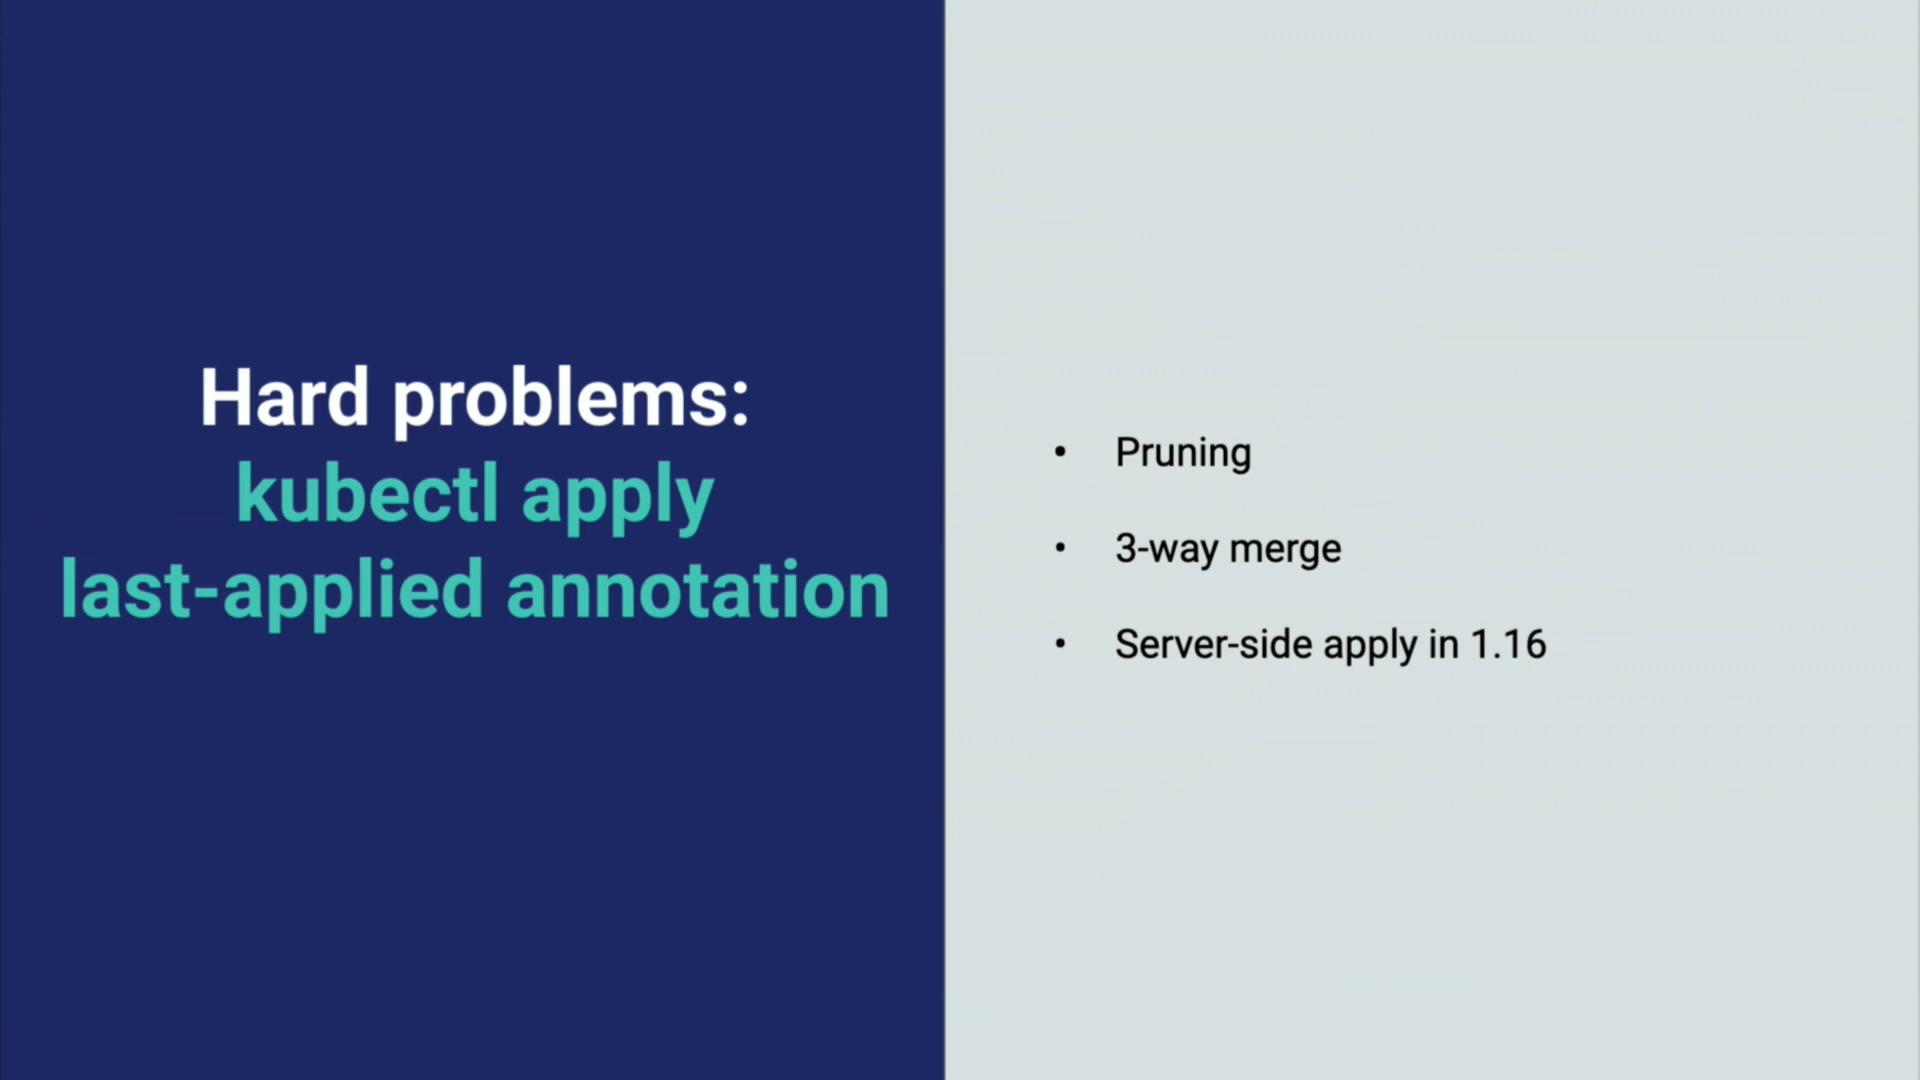 Hard problems:
kubectl apply
last-applied annotation
• Pruning
• 3-way merge
• Server-side apply in 1.16